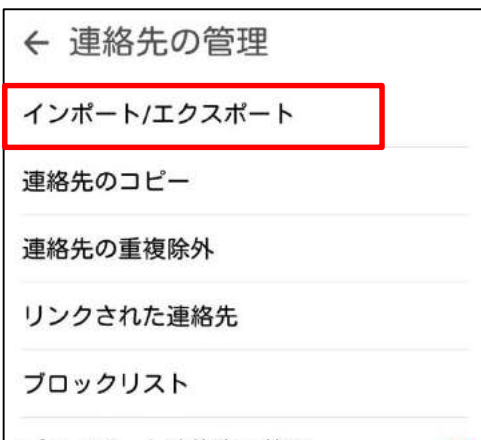 ← 連絡先の管理
インポート/エクスポート
連絡先のコピー
連絡先の重複除外
リンクされた連絡先
ブロックリスト